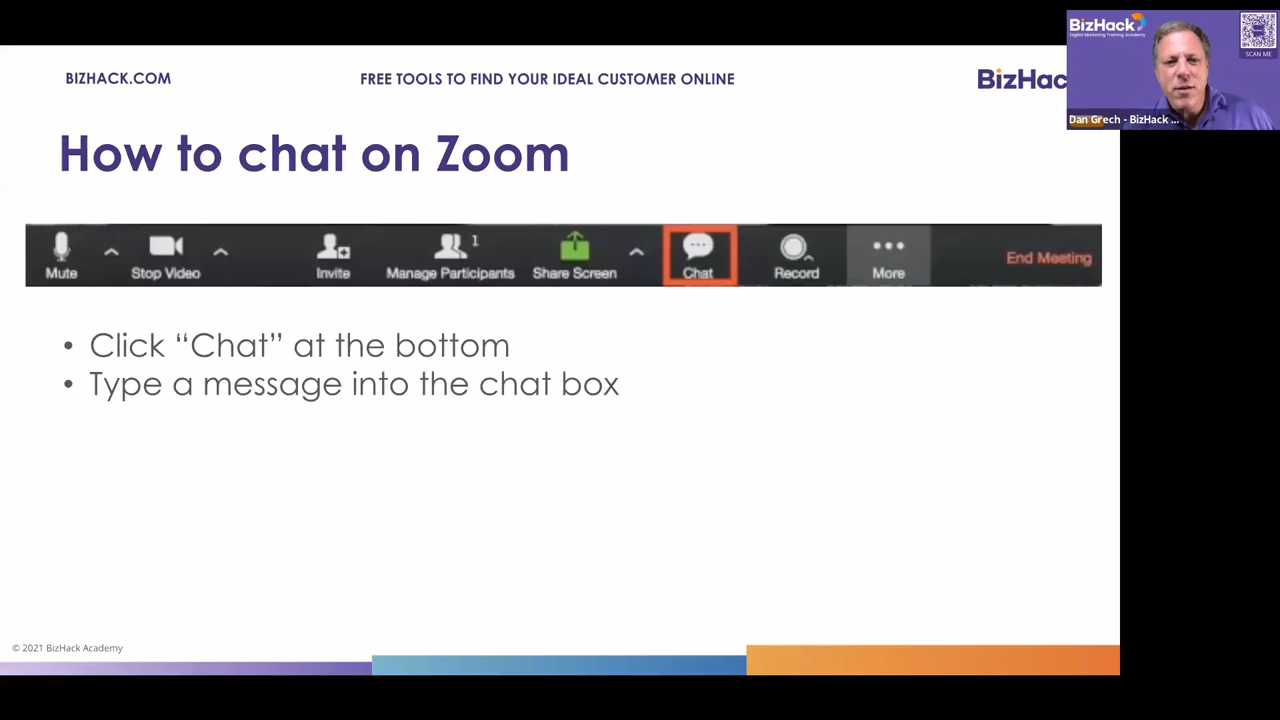 BIZHACK.COM
FREE TOOLS TO FIND YOUR IDEAL CUSTOMER ONLINE
BizHac
BizHack
Digital Marketing Training Academy
SCAN ME
Dan Grech - BizHack ...
How to chat on Zoom
Mute
Stop Video
Invite
Manage Participants
1
Share Screen
Chat
Record
More
End Meeting
• Click “Chat” at the bottom
• Type a message into the chat box
© 2021 BizHack Academy